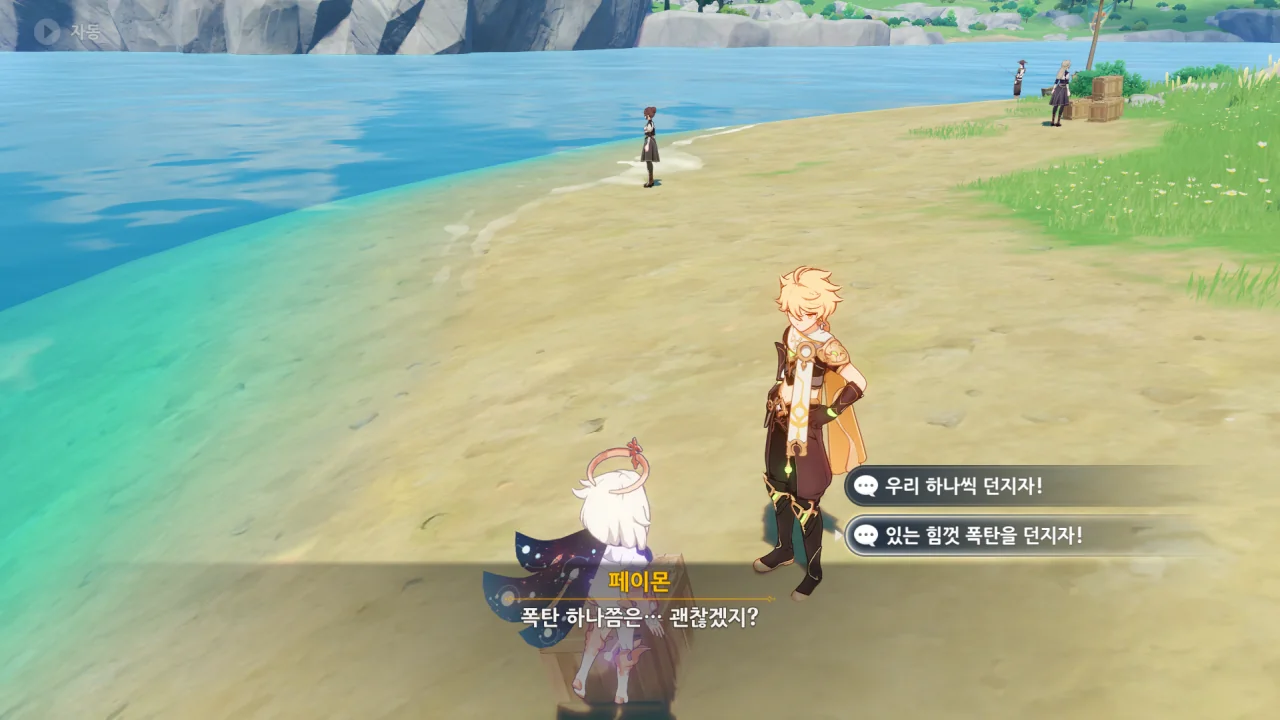 자동
우리 하나씩 던지자!
있는 힘껏 폭탄을 던지자!
페이몬
폭탄 하나쯤은… 괜찮겠지?